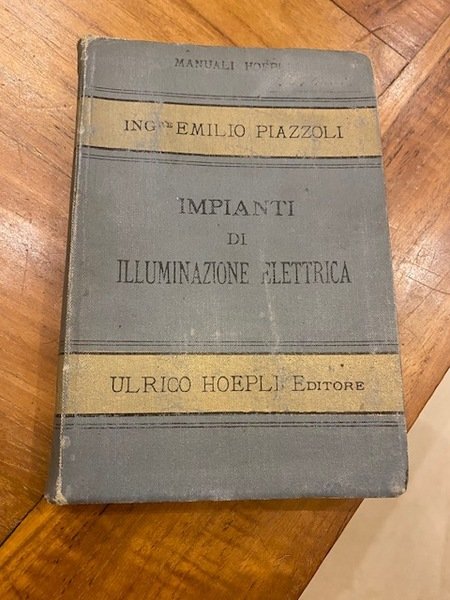 MANUALI HOEPLI
INGRE EMILIO PIAZZOLI
IMPIANTI
DI
ILLUMINAZIONE ELETTRICA
ULRICO HOEPLI EDITORE